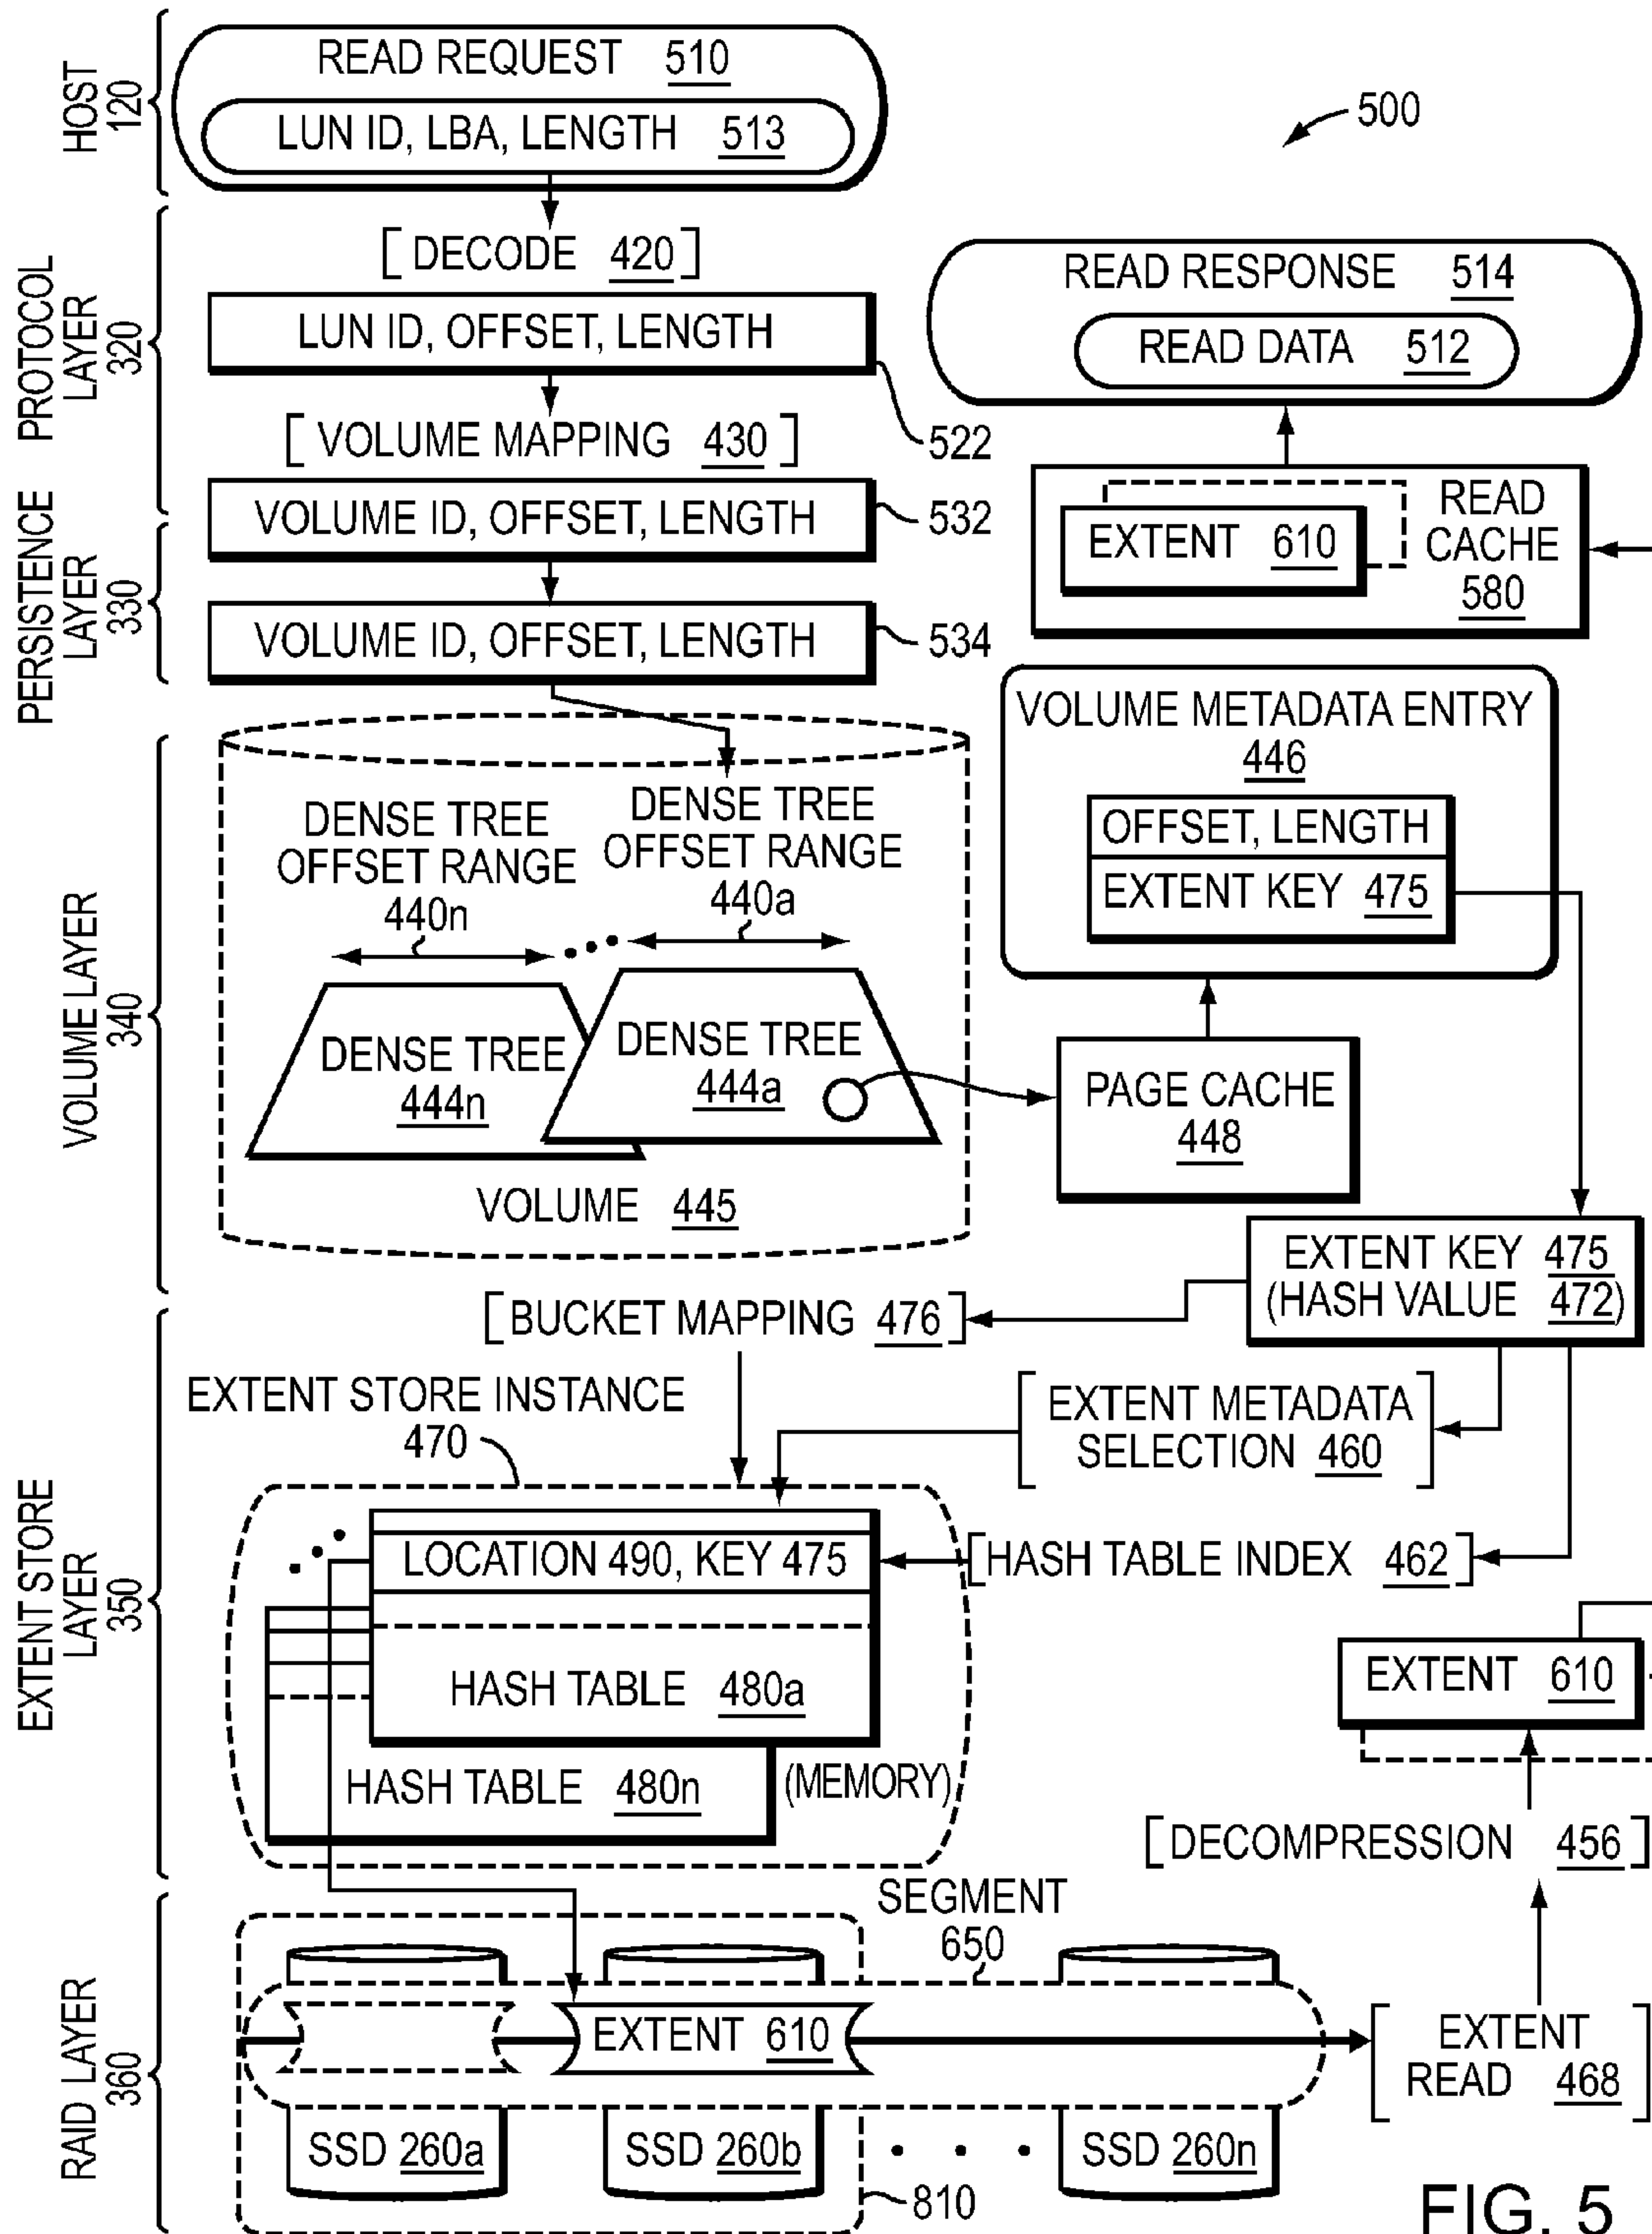 HOST
120
READ REQUEST 510
LUN ID, LBA, LENGTH 513
500
PROTOCOL
LAYER
320
[ DECODE 420 ]
LUN ID, OFFSET, LENGTH
522
[ VOLUME MAPPING 430 ]
READ RESPONSE 514
READ DATA 512
VOLUME ID, OFFSET, LENGTH
532
EXTENT 610
READ
CACHE
580
PERSISTENCE
LAYER
330
VOLUME ID, OFFSET, LENGTH
534
VOLUME LAYER
340
DENSE TREE
OFFSET RANGE
440n
DENSE TREE
OFFSET RANGE
440a
DENSE TREE
444n
DENSE TREE
444a
VOLUME 445
VOLUME METADATA ENTRY
446
OFFSET, LENGTH
EXTENT KEY 475
PAGE CACHE
448
EXTENT KEY 475
(HASH VALUE 472)
EXTENT STORE
LAYER
350
[BUCKET MAPPING 476]
EXTENT STORE INSTANCE
470
[EXTENT METADATA
SELECTION 460]
LOCATION 490, KEY 475
[HASH TABLE INDEX 462]
HASH TABLE 480a
HASH TABLE 480n
(MEMORY)
EXTENT 610
[DECOMPRESSION 456]
RAID LAYER
360
SEGMENT
650
EXTENT 610
[EXTENT
READ 468]
SSD 260a
SSD 260b
SSD 260n
810
FIG. 5